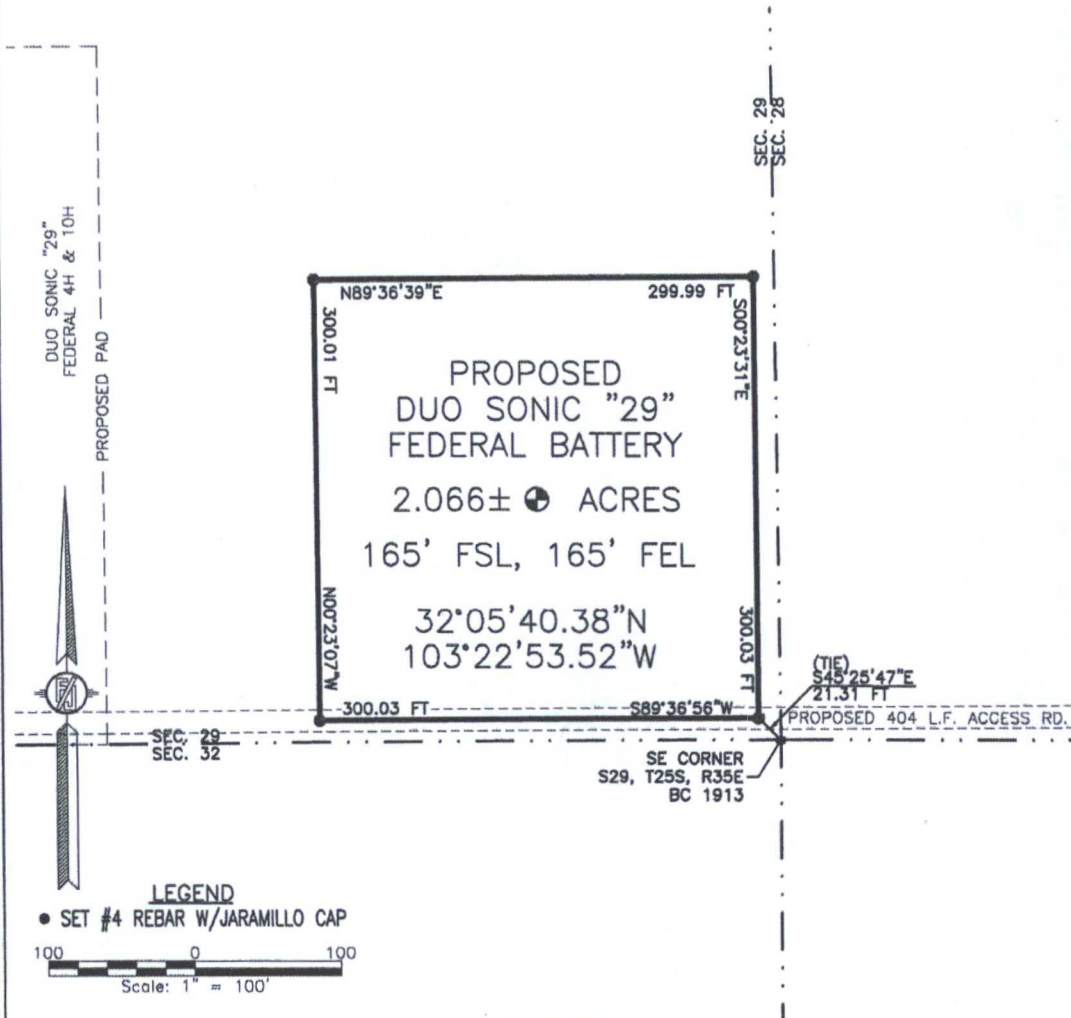 SEC. 29
SEC. 28
DUO SONIC "29"
FEDERAL 4H & 10H
PROPOSED PAD
N89°36'39"E
299.99 FT
300.01 FT
S00°23'31"E
PROPOSED
DUO SONIC "29"
FEDERAL BATTERY
2.066± ACRES
165' FSL, 165' FEL
32°05'40.38"N
103°22'53.52"W
N00°23'07"W
300.03 FT
300.03 FT
S89°36'56"W
(TIE)
S45°25'47"E
21.31 FT
PROPOSED 404 L.F. ACCESS RD.
SEC. 29
SEC. 32
SE CORNER
S29, T25S, R35E
BC 1913
LEGEND
SET #4 REBAR W/JARAMILLO CAP
100 0 100
Scale: 1" = 100'